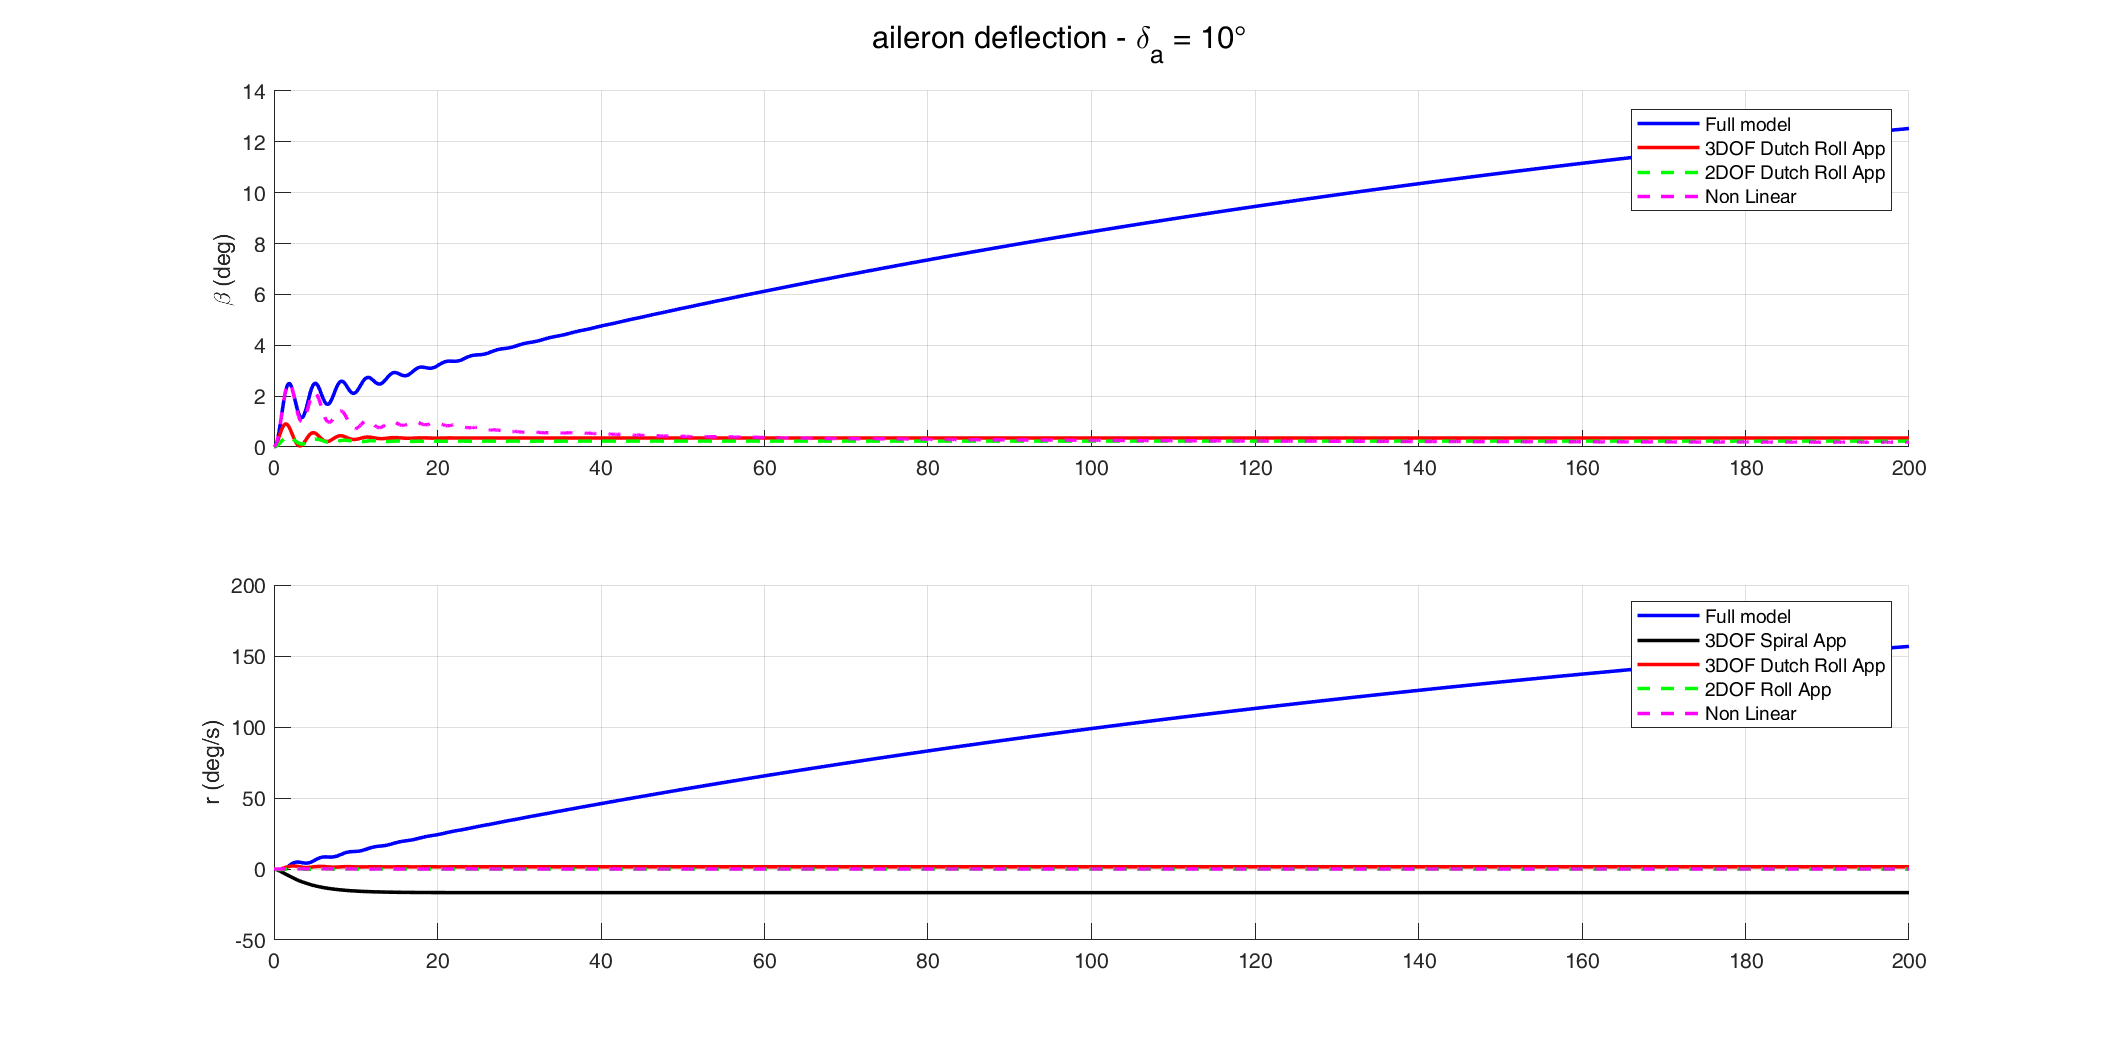 aileron deflection - δa = 10°
14
12
10
8
6
4
2
0
β (deg)
Full model
3DOF Dutch Roll App
2DOF Dutch Roll App
Non Linear
0 20 40 60 80 100 120 140 160 180 200
200
150
100
50
0
-50
r (deg/s)
Full model
3DOF Spiral App
3DOF Dutch Roll App
2DOF Roll App
Non Linear
0 20 40 60 80 100 120 140 160 180 200